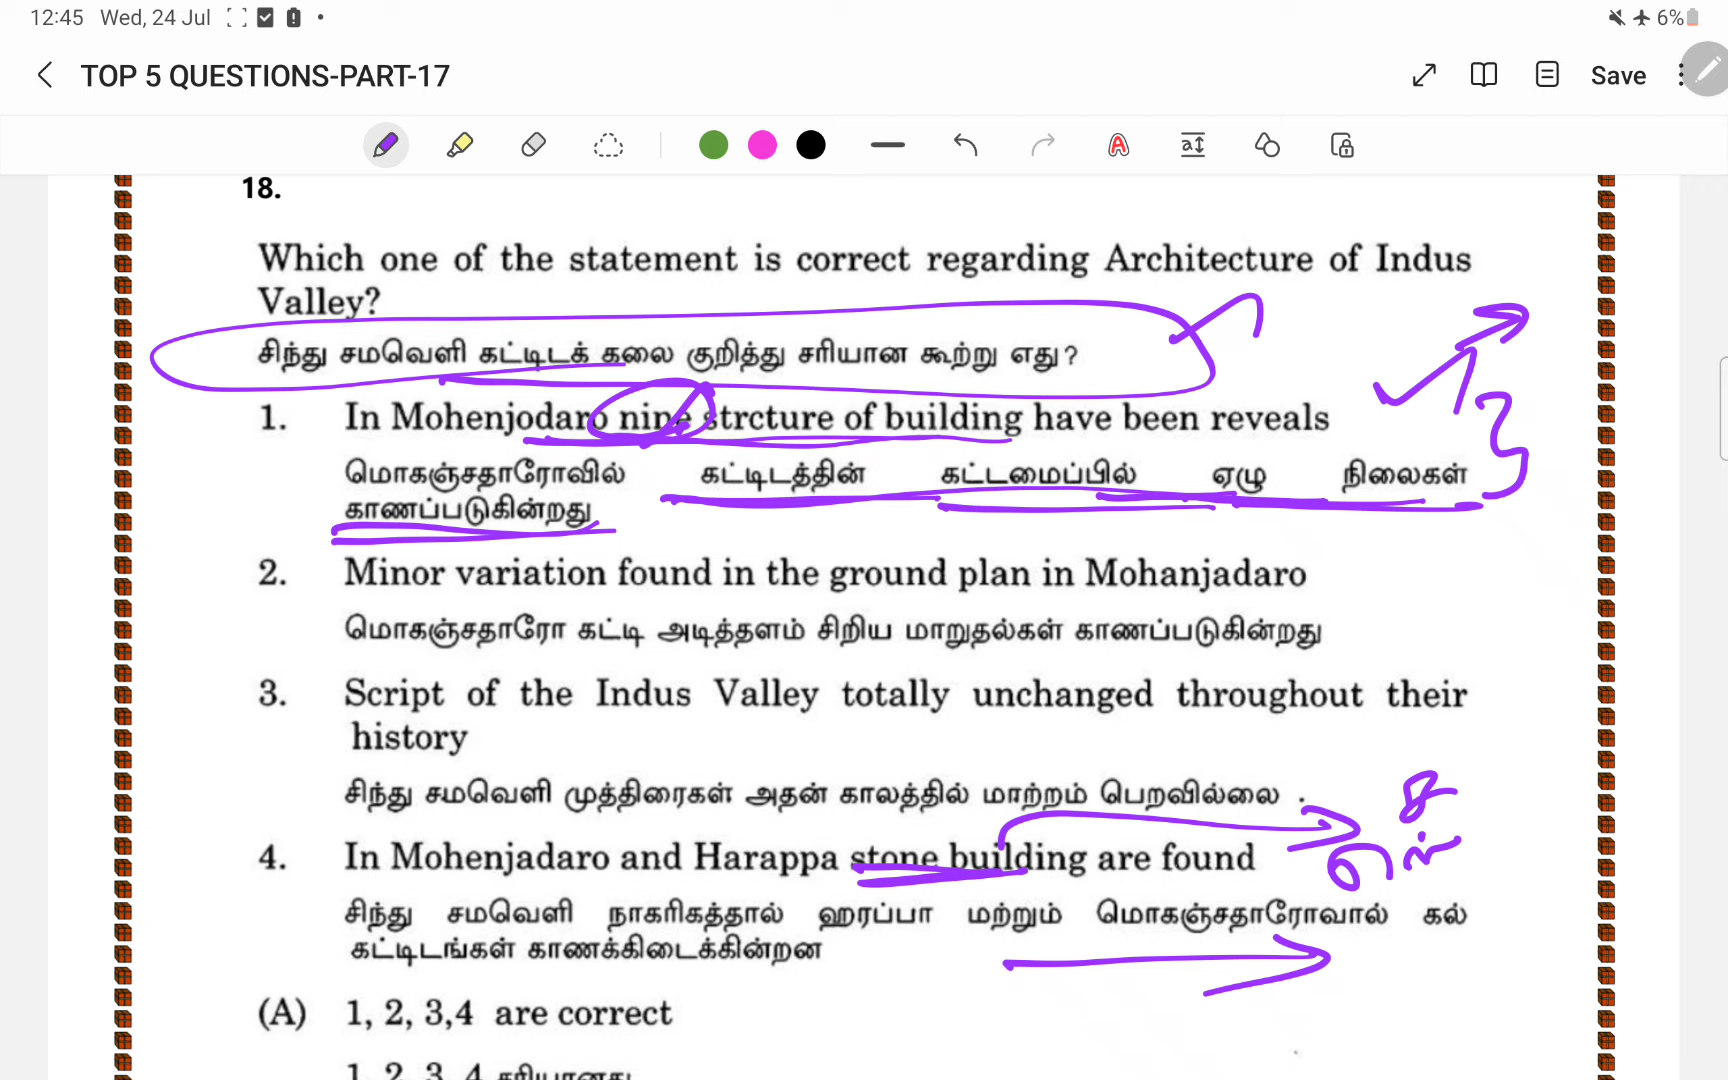 12:45 Wed, 24 Jul
6%
TOP 5 QUESTIONS-PART-17
Save
18.
Which one of the statement is correct regarding Architecture of Indus
Valley?
சிந்து சமவெளி கட்டிடக் கலை குறித்து சரியான கூற்று எது?
1. In Mohenjodaro nine strcture of building have been reveals
மொகஞ்சதாரோவில் கட்டிடத்தின் கட்டமைப்பில் ஏழு நிலைகள்
காணப்படுகின்றது
2. Minor variation found in the ground plan in Mohanjadaro
மொகஞ்சதாரோ கட்டி அடித்தளம் சிறிய மாறுதல்கள் காணப்படுகின்றது
3. Script of the Indus Valley totally unchanged throughout their
history
சிந்து சமவெளி முத்திரைகள் அதன் காலத்தில் மாற்றம் பெறவில்லை .
4. In Mohenjadaro and Harappa stone building are found
சிந்து சமவெளி நாகரிகத்தால் ஹரப்பா மற்றும் மொகஞ்சதாரோவால் கல்
கட்டிடங்கள் காணக்கிடைக்கின்றன
(A) 1, 2, 3,4 are correct
1, 2, 3, 4 சரியானது